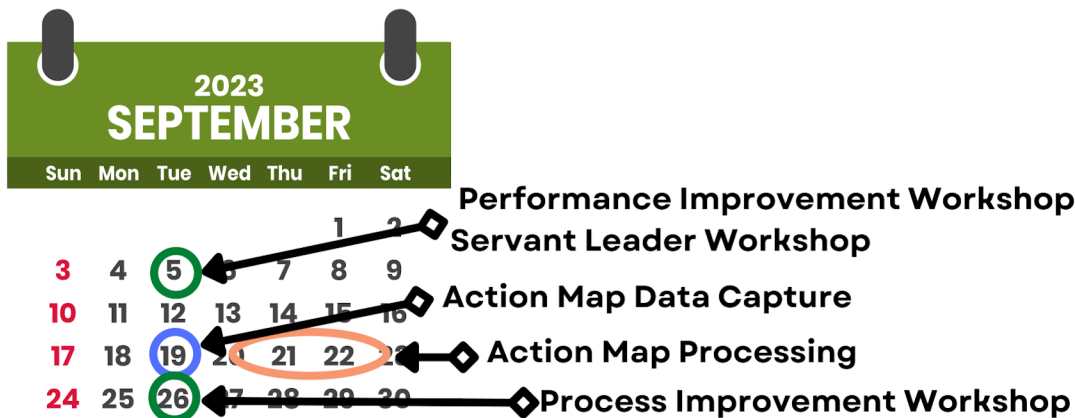 2023
SEPTEMBER
Sun Mon Tue Wed Thu Fri Sat
Performance Improvement Workshop
1 2
Servant Leader Workshop
3 4 5 6 7 8 9
Action Map Data Capture
10 11 12 13 14 15 16
17 18 19 20 21 22 23
Action Map Processing
24 25 26 27 28 29 30
Process Improvement Workshop